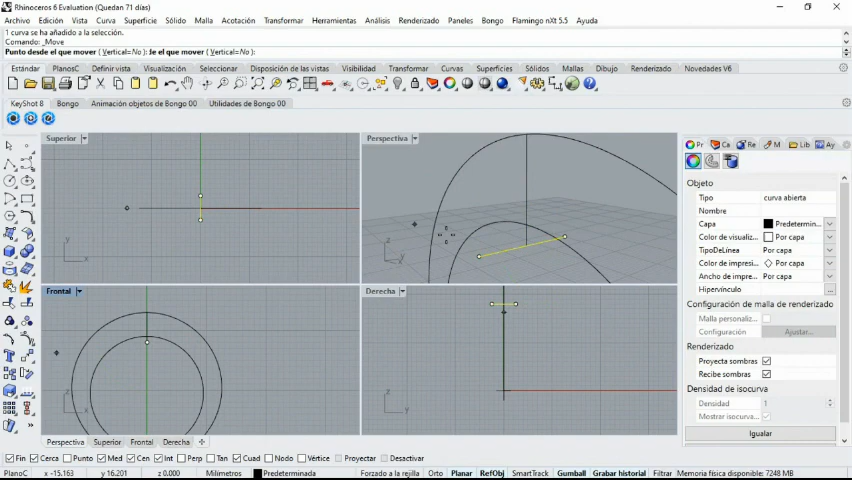 Rhinoceros 6 Evaluation (Quedan 71 días)
Archivo Edición Vista Curva Superficie Sólido Malla Acotación Transformar Herramientas Análisis Renderizado Paneles Bongo Flamingo nXt 5.5 Ayuda
1 curva se ha añadido a la selección.
Comando: _Move
Punto desde el que mover ( Vertical=No ): |e el que mover ( Vertical=No ):
Estándar PlanosC Definir vista Visualización Seleccionar Disposición de las vistas Visibilidad Transformar Curvas Superficies Sólidos Mallas Dibujo Renderizado Novedades V6
KeyShot 8 Bongo Animación objetos de Bongo 00 Utilidades de Bongo 00
Superior
Perspectiva
Frontal
Derecha
y
x
z
y
x
z
x
z
y
Pr Ca Re M Lib Ay
Objeto
Tipo curva abierta
Nombre
Capa Predetermin...
Color de visualiz... Por capa
TipoDeLínea Por capa
Color de impresi... Por capa
Ancho de impre... Por capa
Hipervínculo ...
Configuración de malla de renderizado
Malla personaliz...
Configuración Ajustar...
Renderizado
Proyecta sombras
Recibe sombras
Densidad de isocurva
Densidad 1
Mostrar isocurva...
Igualar
Perspectiva Superior Frontal Derecha
Fin Cerca Punto Med Cen Int Perp Tan Cuad Nodo Vértice Proyectar Desactivar
PlanoC x -15.163 y 16.201 z 0.000 Milímetros Predeterminada Forzado a la rejilla Orto Planar RefObj SmartTrack Gumball Grabar historial Filtrar Memoria física disponible: 7248 MB